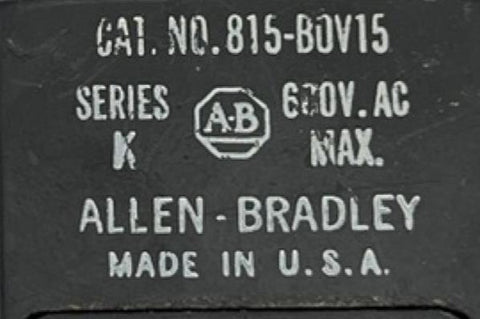 CAT. NO. 815-BOV15
SERIES K
A-B
600V. AC MAX.
ALLEN - BRADLEY
MADE IN U.S.A.